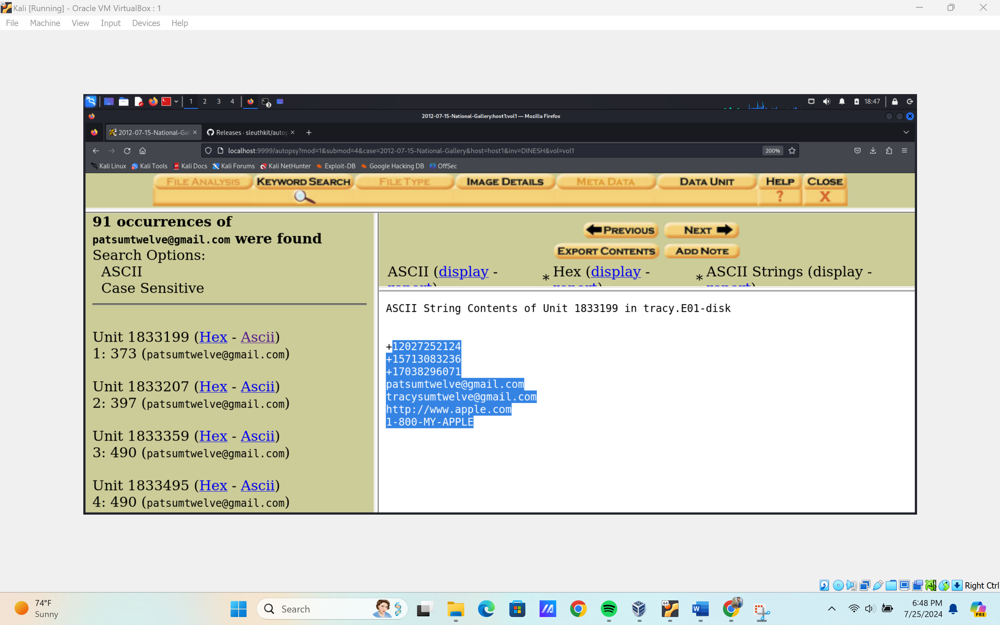 Kali [Running] - Oracle VM VirtualBox : 1
File Machine View Input Devices Help
1 2 3 4 3 18:47
2012-07-15-National-Gallery:host1:vol1 — Mozilla Firefox
2012-07-15-National-Gal Releases · sleuthkit/autop
localhost:9999/autopsy?mod=1&submod=4&case=2012-07-15-National-Gallery&host=host1&inv=DINESH&vol=vol1 200%
Kali Linux Kali Tools Kali Docs Kali Forums Kali NetHunter Exploit-DB Google Hacking DB OffSec
FILE ANALYSIS KEYWORD SEARCH FILE TYPE IMAGE DETAILS META DATA DATA UNIT HELP CLOSE
? X
91 occurrences of
patsumtwelve@gmail.com were found
Search Options:
ASCII
Case Sensitive
Unit 1833199 (Hex - Ascii)
1: 373 (patsumtwelve@gmail.com)
Unit 1833207 (Hex - Ascii)
2: 397 (patsumtwelve@gmail.com)
Unit 1833359 (Hex - Ascii)
3: 490 (patsumtwelve@gmail.com)
Unit 1833495 (Hex - Ascii)
4: 490 (patsumtwelve@gmail.com)
PREVIOUS NEXT
EXPORT CONTENTS ADD NOTE
ASCII (display - * Hex (display - * ASCII Strings (display -
report) report) report)
ASCII String Contents of Unit 1833199 in tracy.E01-disk
+12027252124
+15713083236
+17038296071
patsumtwelve@gmail.com
tracysumtwelve@gmail.com
http://www.apple.com
1-800-MY-APPLE
Right Ctrl
74°F
Sunny
Search
64
PRE
6:48 PM
7/25/2024